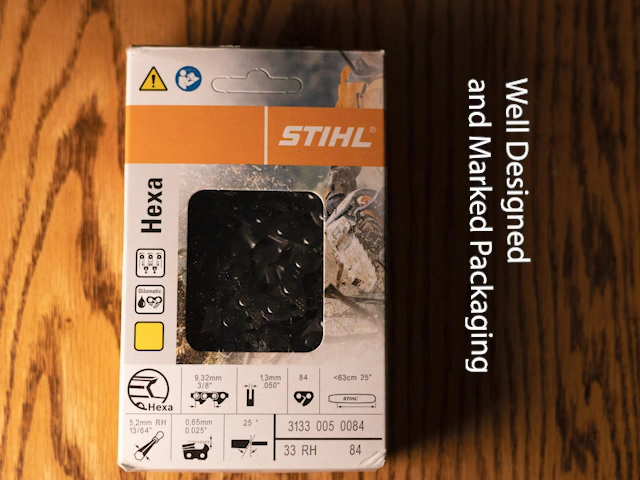 STIHL®
Hexa
Dilomatic
9,32mm
3/8"
1,3mm
.050"
84
<63cm 25"
STIHL
Hexa
5,2mm RH
13/64"
0,65mm
0.025"
25 °
3133 005 0084
33 RH 84
Well Designed
and Marked Packaging